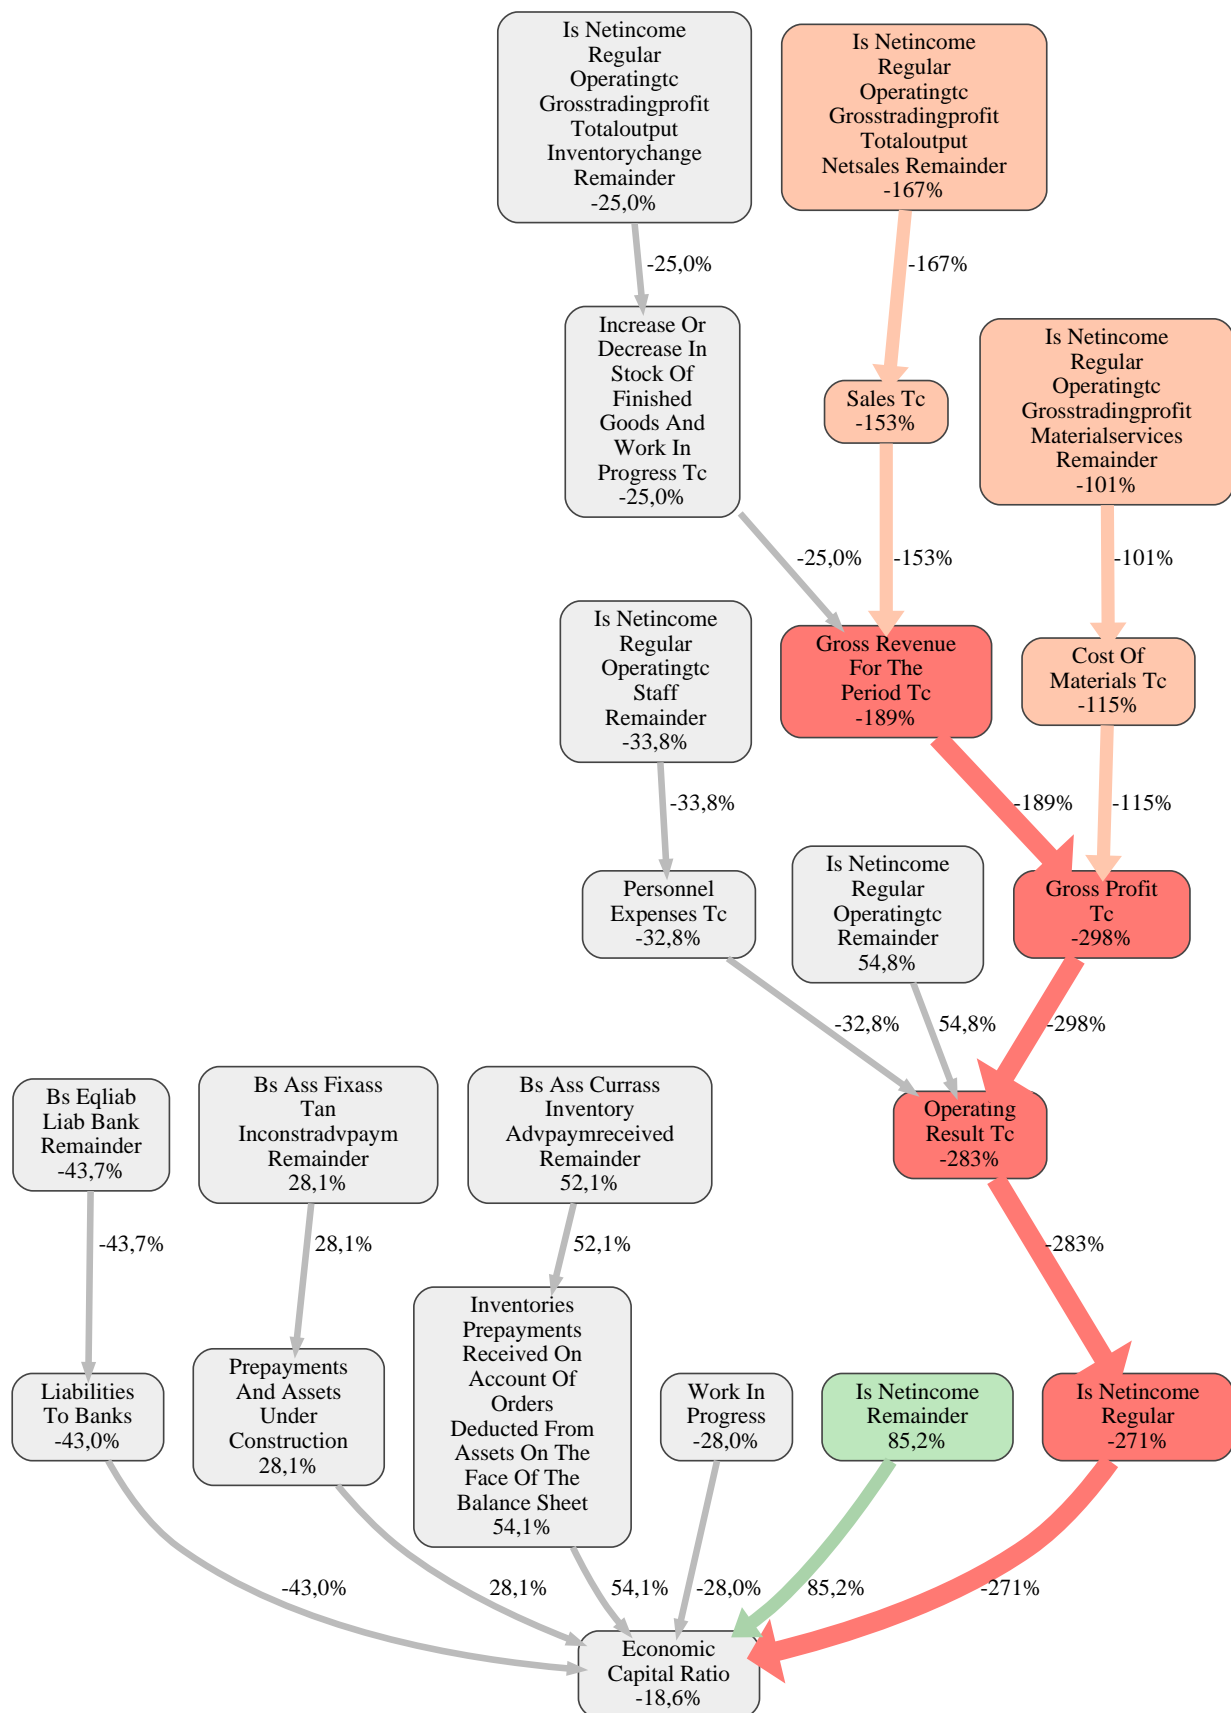 Is Netincome
Regular
Operatingtc
Grosstradingprofit
Totaloutput
Inventorychange
Remainder
-25,0%
Is Netincome
Regular
Operatingtc
Grosstradingprofit
Totaloutput
Netsales Remainder
-167%
-25,0%
-167%
Increase Or
Decrease In
Stock Of
Finished
Goods And
Work In
Progress Tc
-25,0%
Sales Tc
-153%
Is Netincome
Regular
Operatingtc
Grosstradingprofit
Materialservices
Remainder
-101%
-25,0%
-153%
-101%
Is Netincome
Regular
Operatingtc
Staff
Remainder
-33,8%
Gross Revenue
For The
Period Tc
-189%
Cost Of
Materials Tc
-115%
-33,8%
-189%
-115%
Personnel
Expenses Tc
-32,8%
Is Netincome
Regular
Operatingtc
Remainder
54,8%
Gross Profit
Tc
-298%
-32,8%
54,8%
-298%
Bs Eqliab
Liab Bank
Remainder
-43,7%
Bs Ass Fixass
Tan
Inconstradvpaym
Remainder
28,1%
Bs Ass Currass
Inventory
Advpaymreceived
Remainder
52,1%
Operating
Result Tc
-283%
-43,7%
28,1%
52,1%
-283%
Liabilities
To Banks
-43,0%
Prepayments
And Assets
Under
Construction
28,1%
Inventories
Prepayments
Received On
Account Of
Orders
Deducted From
Assets On The
Face Of The
Balance Sheet
54,1%
Work In
Progress
-28,0%
Is Netincome
Remainder
85,2%
Is Netincome
Regular
-271%
-43,0%
28,1%
54,1%
-28,0%
85,2%
-271%
Economic
Capital Ratio
-18,6%